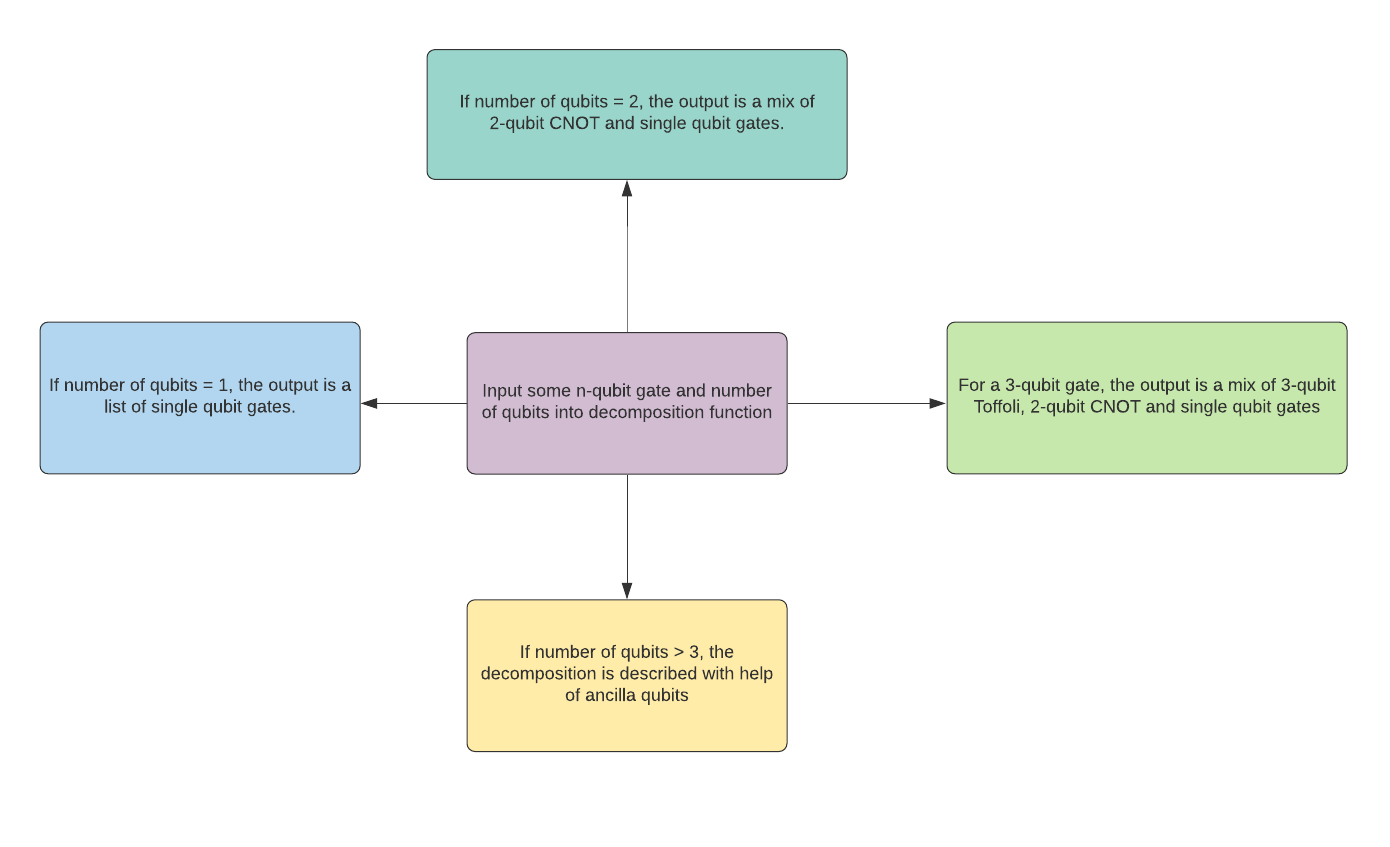 If number of qubits = 2, the output is a mix of
2-qubit CNOT and single qubit gates.
If number of qubits = 1, the output is a
list of single qubit gates.
Input some n-qubit gate and number
of qubits into decomposition function
For a 3-qubit gate, the output is a mix of 3-qubit
Toffoli, 2-qubit CNOT and single qubit gates
If number of qubits > 3, the
decomposition is described with help
of ancilla qubits